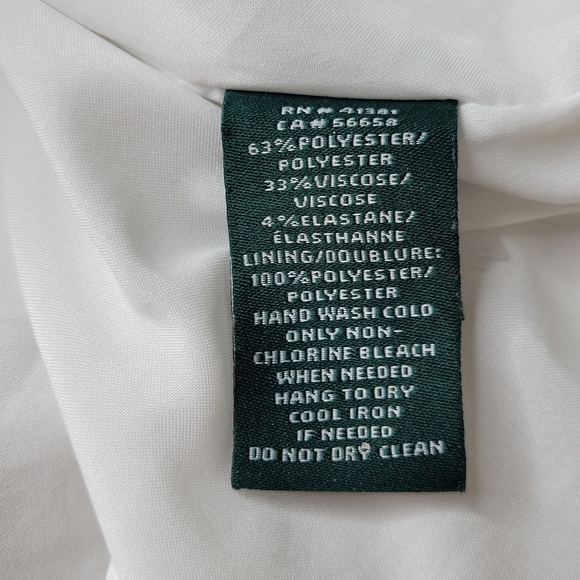 RN # 41381
CA# 56658
63%POLYESTER/
POLYESTER
33%VISCOSE/
VISCOSE
4%ELASTANE/
ÉLASTHANNE
LINING/DOUBLURE:
100%POLYESTER/
POLYESTER
HAND WASH COLD
ONLY NON-
CHLORINE BLEACH
WHEN NEEDED
HANG TO DRY
COOL IRON
IF NEEDED
DO NOT DRY CLEAN